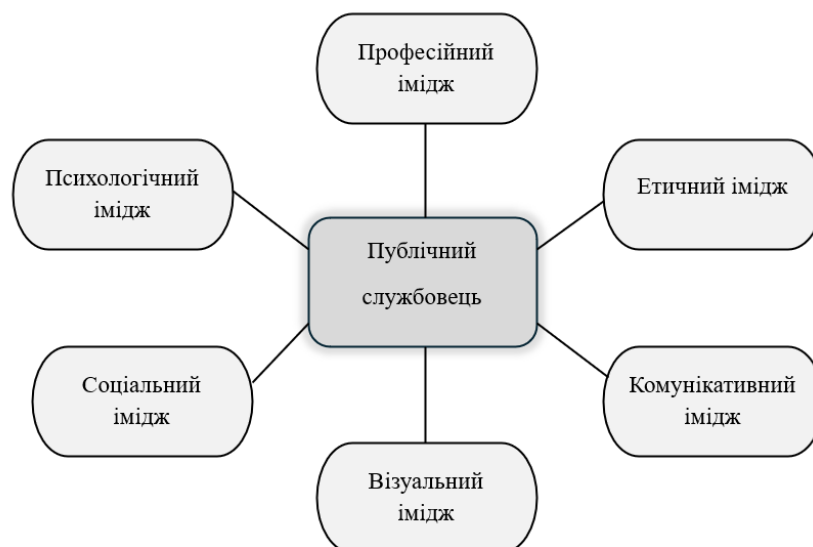 Професійний
імідж
Психологічний
імідж
Етичний імідж
Публічний
службовець
Соціальний
імідж
Комунікативний
імідж
Візуальний
імідж